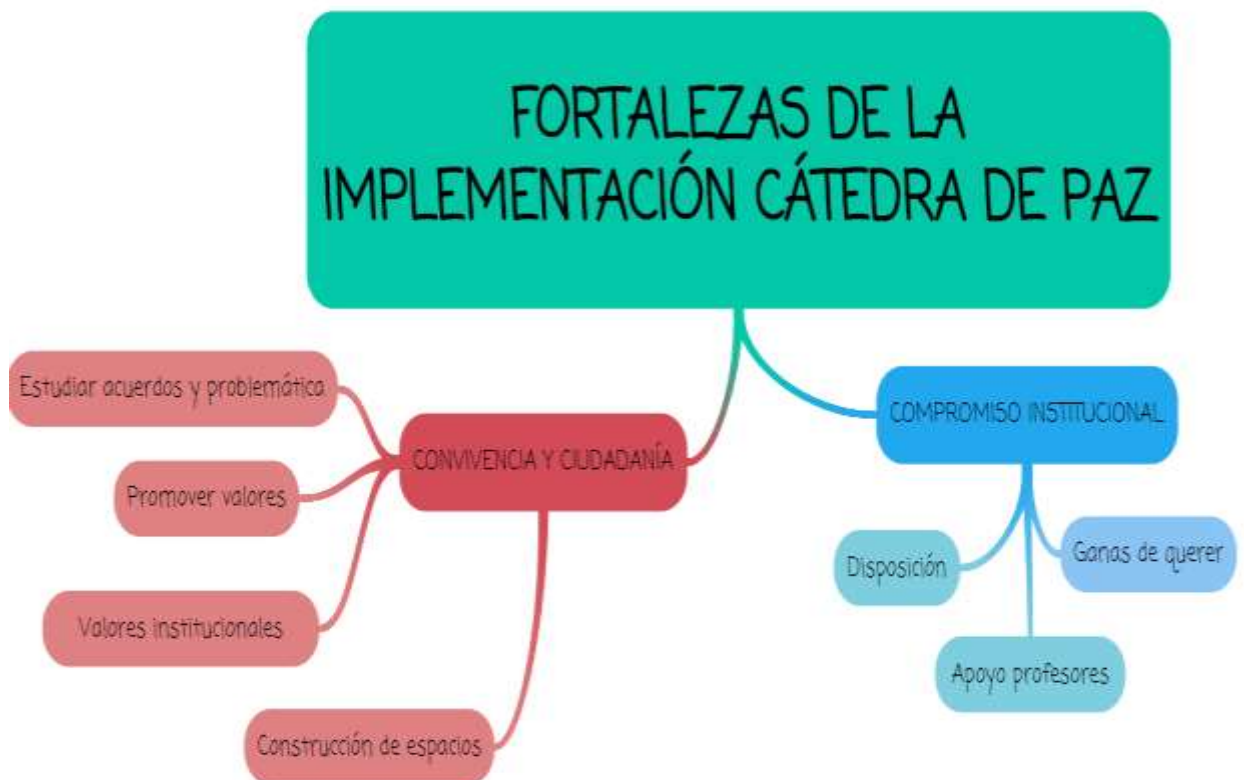 FORTALEZAS DE LA
IMPLEMENTACIÓN CÁTEDRA DE PAZ
CONVIVENCIA Y CIUDADANÍA
Estudiar acuerdos y problemática
Promover valores
Valores institucionales
Construcción de espacios
COMPROMISO INSTITUCIONAL
Disposición
Ganas de querer
Apoyo profesores